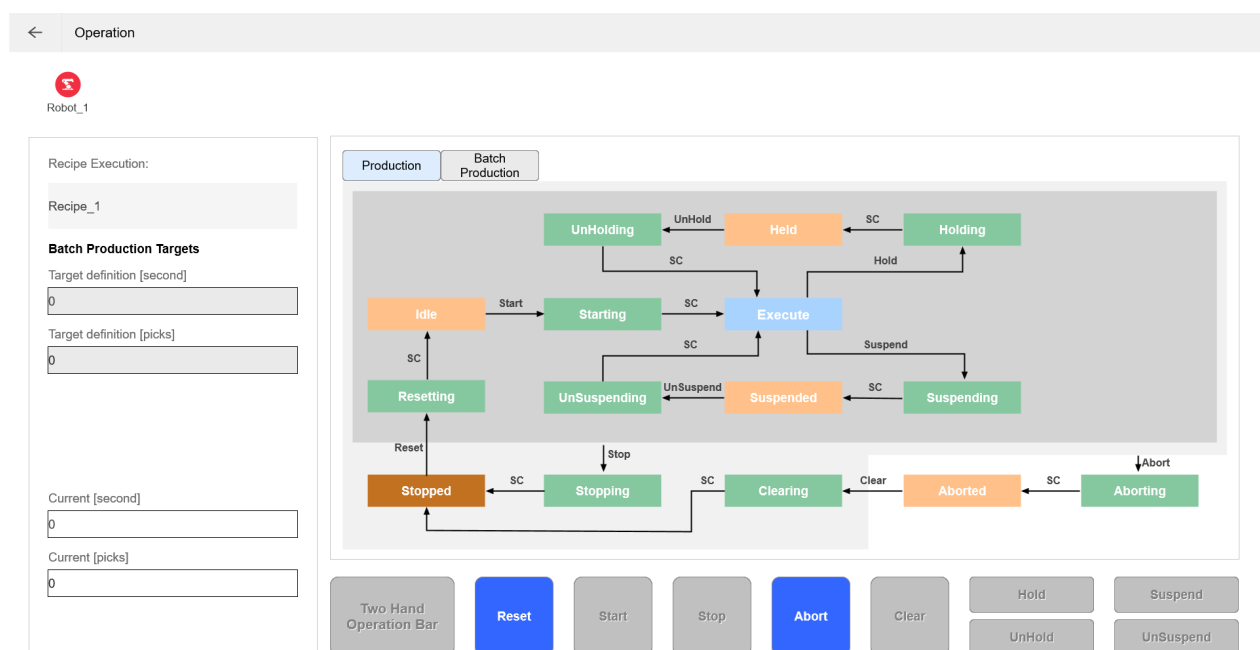 Operation
Robot_1
Recipe Execution:
Recipe_1
Batch Production Targets
Target definition [second]
0
Target definition [picks]
0
Current [second]
0
Current [picks]
0
Production
Batch
Production
UnHolding
UnHold
Held
SC
Holding
SC
Hold
Idle
Start
Starting
SC
Execute
SC
SC
Suspend
Resetting
UnSuspending
UnSuspend
Suspended
SC
Suspending
Reset
Stop
Abort
Stopped
SC
Stopping
SC
Clearing
Clear
Aborted
SC
Aborting
Two Hand
Operation Bar
Reset
Start
Stop
Abort
Clear
Hold
Suspend
UnHold
UnSuspend